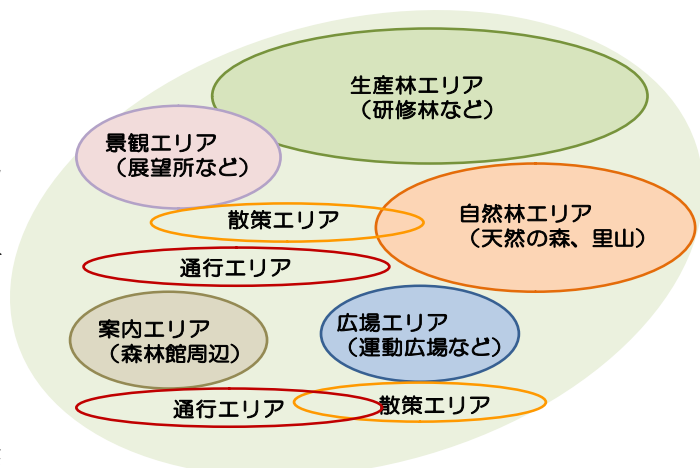 生産林エリア
（研修林など）
景観エリア
（展望所など）
散策エリア
自然林エリア
（天然の森、里山）
通行エリア
案内エリア
（森林館周辺）
広場エリア
（運動広場など）
通行エリア
散策エリア